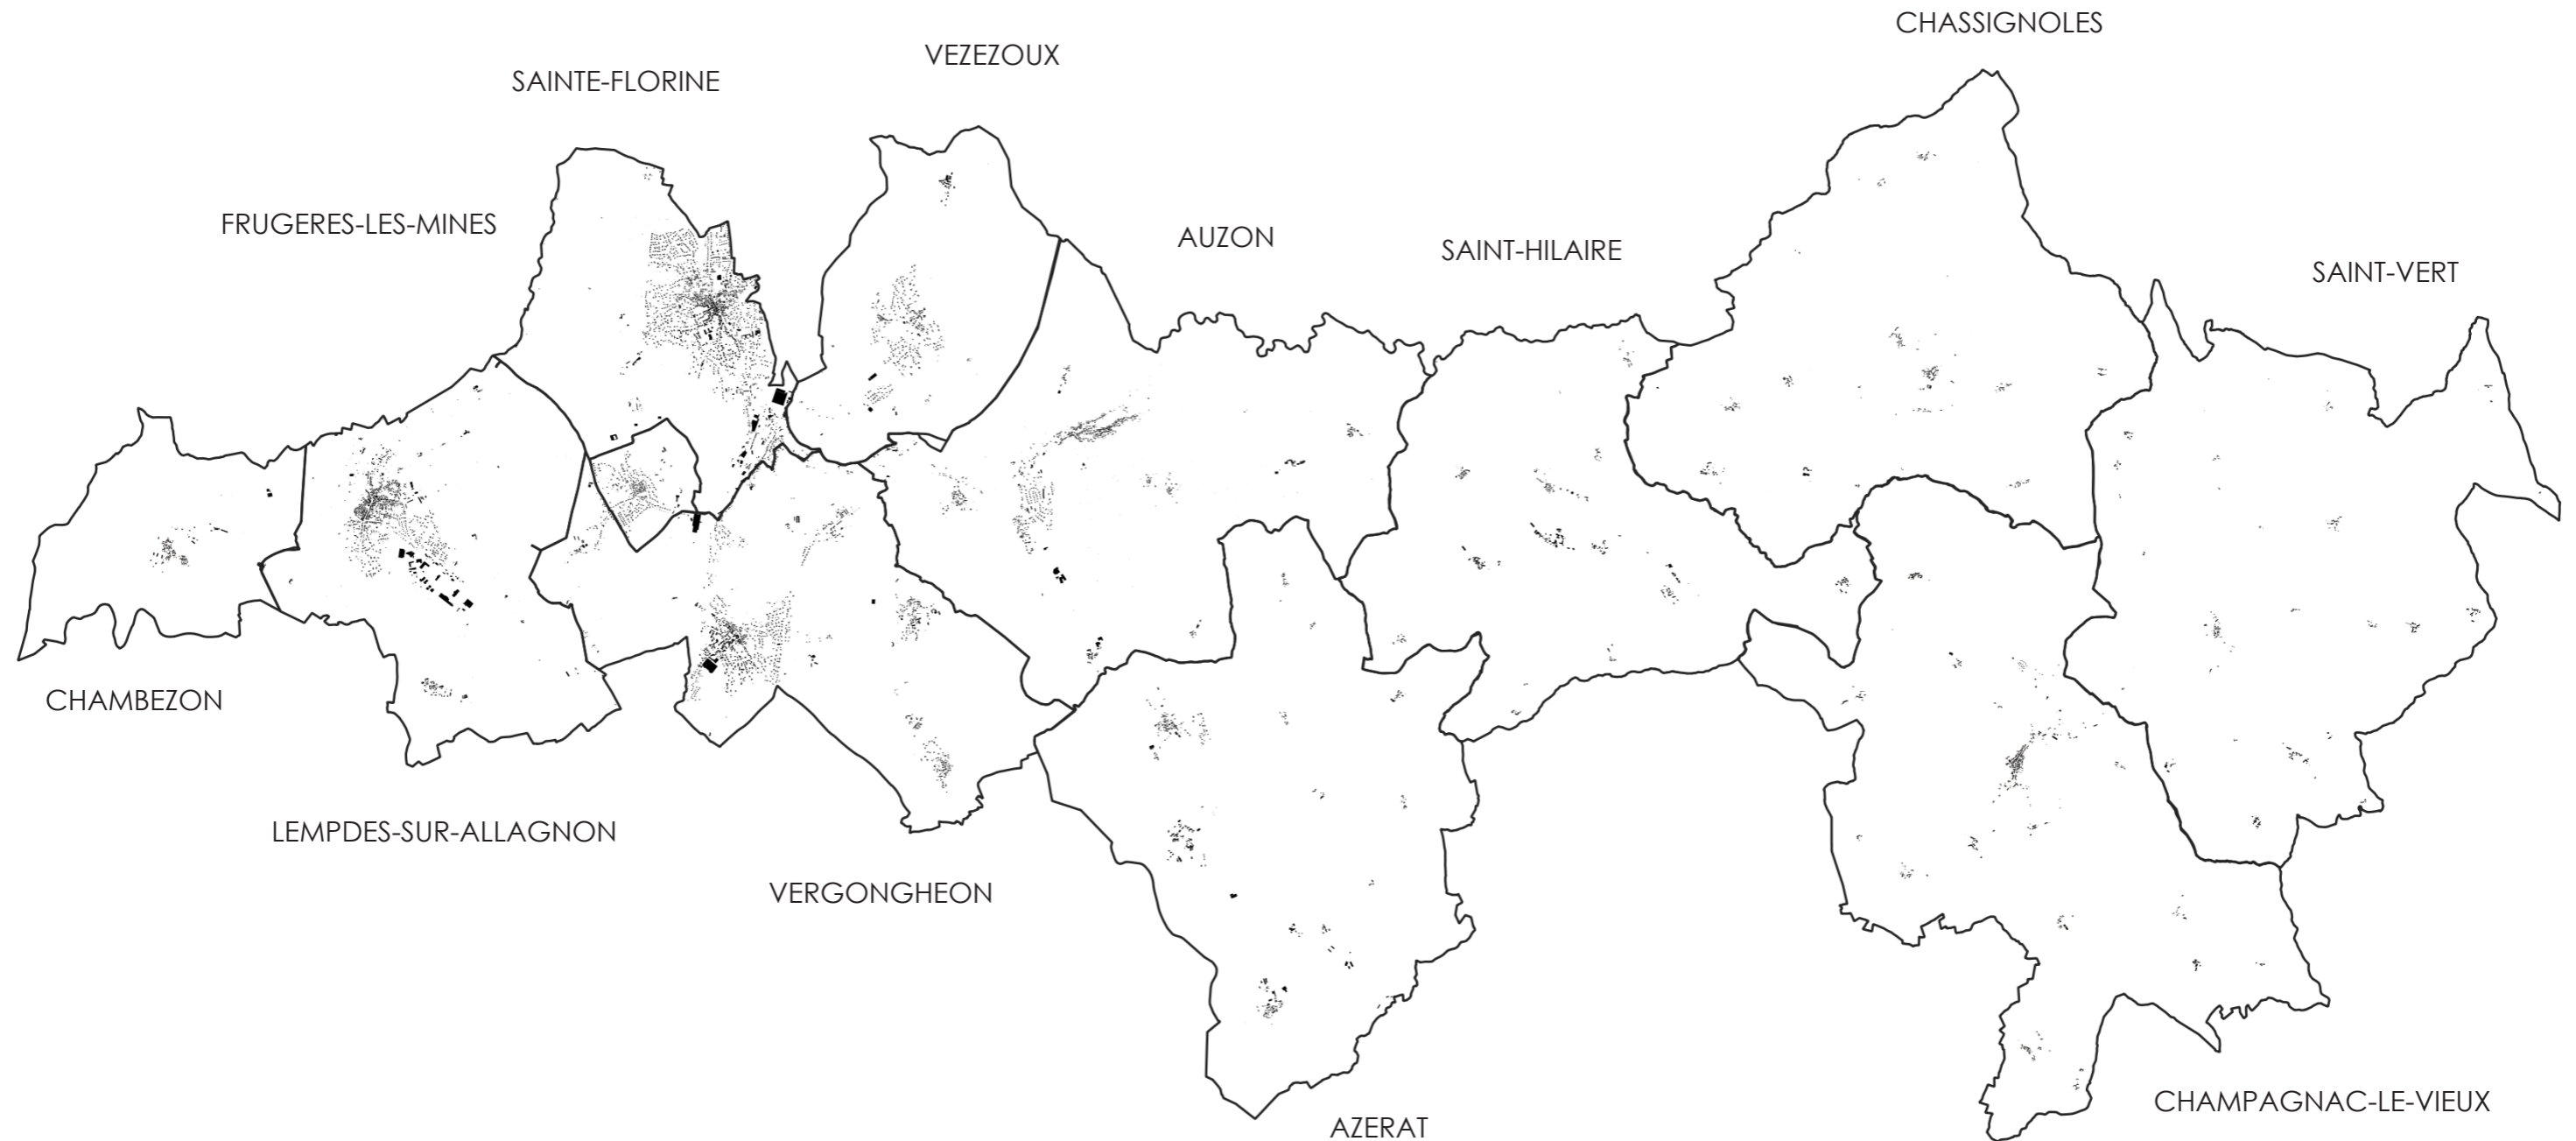 CHASSIGNOLES
VEZEZOUX
SAINTE-FLORINE
FRUGERES-LES-MINES
AUZON
SAINT-HILAIRE
SAINT-VERT
CHAMBEZON
LEMPDES-SUR-ALLAGNON
VERGONGHEON
CHAMPAGNAC-LE-VIEUX
AZERAT